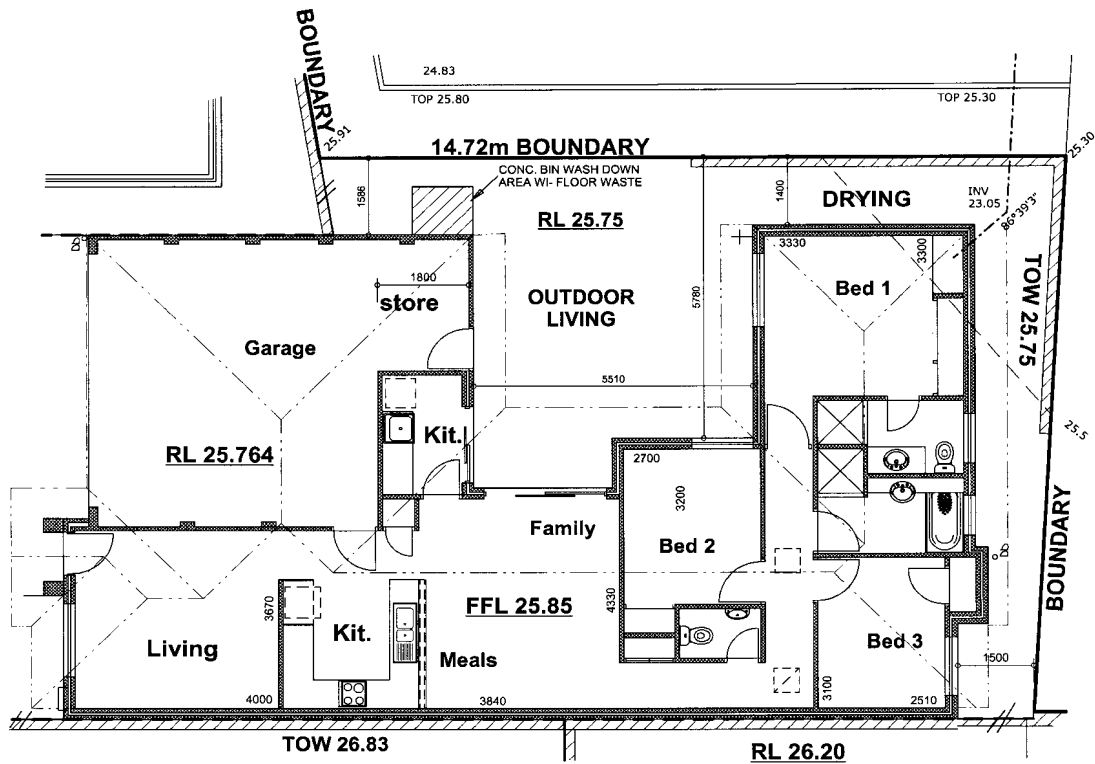 BOUNDARY
24.83
TOP 25.80
TOP 25.30
25.91
14.72m BOUNDARY
25.30
CONC. BIN WASH DOWN
AREA WI- FLOOR WASTE
1586
1400
DRYING
INV
23.05
86°39'3"
RL 25.75
Dp
3330
3300
1800
store
OUTDOOR
LIVING
5780
Bed 1
TOW 25.75
Garage
5510
25.5
Kit.
RL 25.764
2700
3200
Family
Bed 2
Dp
BOUNDARY
3670
FFL 25.85
4330
Living
Kit.
Meals
Bed 3
1500
4000
3840
3100
2510
TOW 26.83
RL 26.20